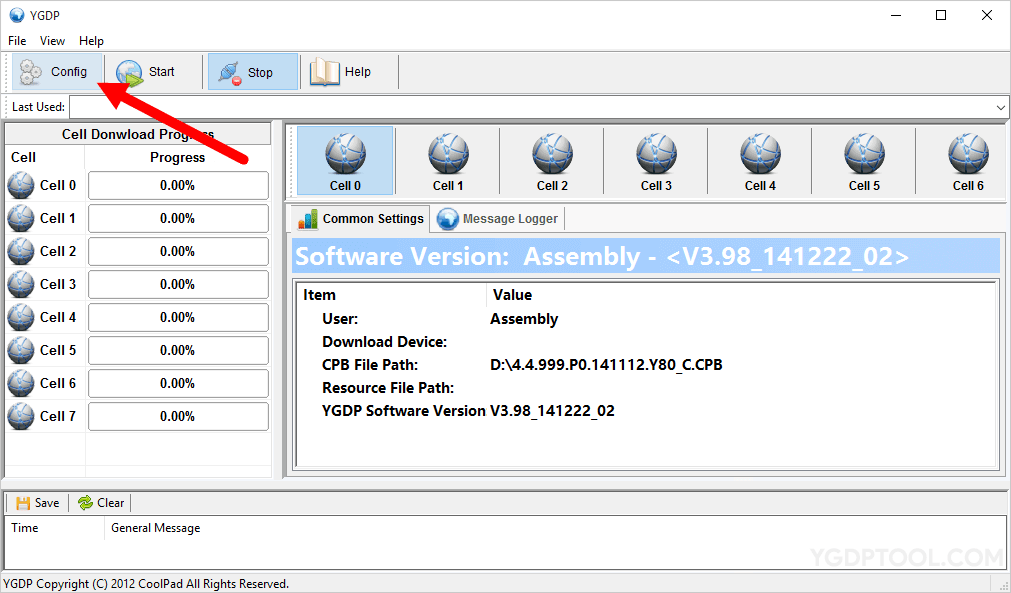 YGDP
File View Help
Config Start Stop Help
Last Used:
Cell Donwload Progress
Cell Progress
Cell 0 0.00%
Cell 1 0.00%
Cell 2 0.00%
Cell 3 0.00%
Cell 4 0.00%
Cell 5 0.00%
Cell 6 0.00%
Cell 7 0.00%
Cell 0 Cell 1 Cell 2 Cell 3 Cell 4 Cell 5 Cell 6
Common Settings Message Logger
Software Version: Assembly - <V3.98_141222_02>
Item Value
User: Assembly
Download Device:
CPB File Path: D:\4.4.999.P0.141112.Y80_C.CPB
Resource File Path:
YGDP Software Version V3.98_141222_02
Save Clear
Time General Message
YGDPTOOL.COM
YGDP Copyright (C) 2012 CoolPad All Rights Reserved.